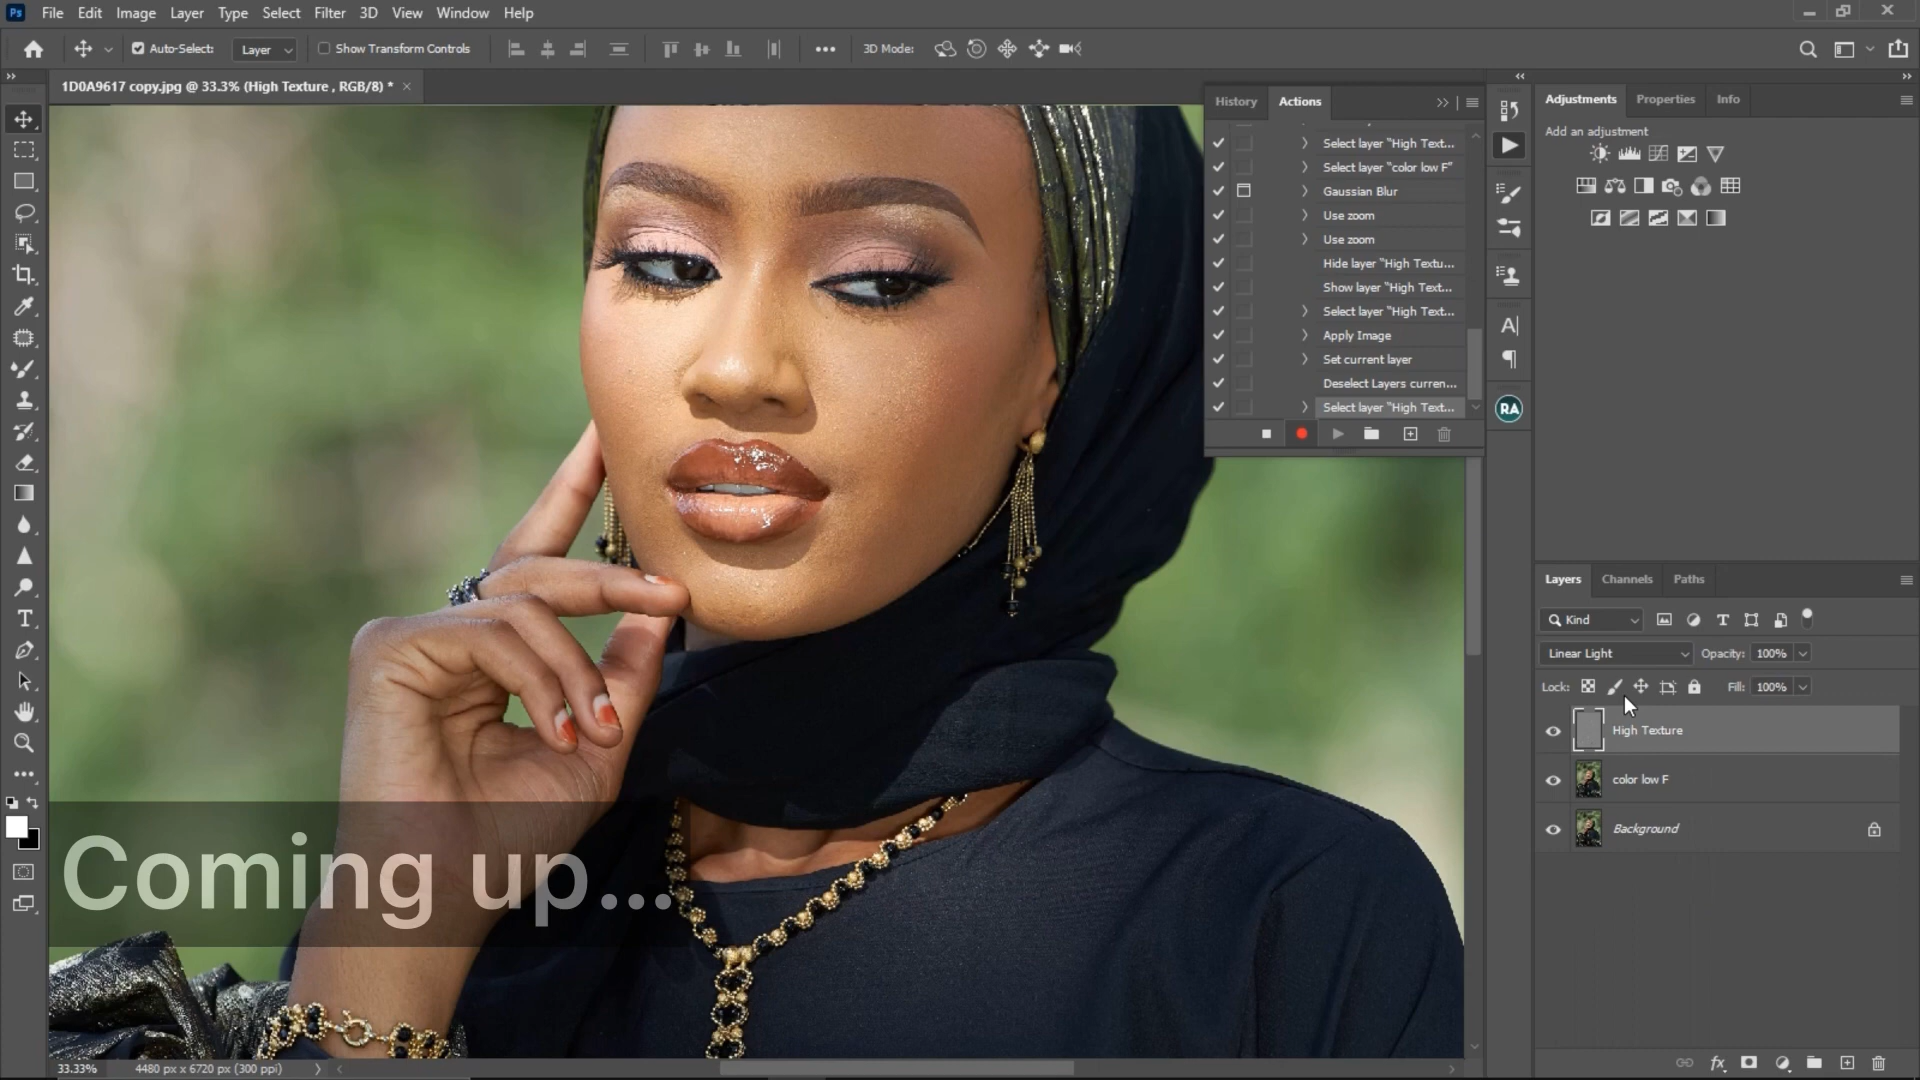 Ps File Edit Image Layer Type Select Filter 3D View Window Help
Auto-Select: Layer Show Transform Controls 3D Mode:
1D0A9617 copy.jpg @ 33.3% (High Texture , RGB/8) *
History Actions
Adjustments Properties Info
Add an adjustment
Select layer "High Text...
Select layer "color low F"
Gaussian Blur
Use zoom
Use zoom
Hide layer "High Textu...
Show layer "High Text...
Select layer "High Text...
Apply Image
Set current layer
Deselect Layers curren...
Select layer "High Text...
RA
Layers Channels Paths
Kind
Linear Light Opacity: 100%
Lock: Fill: 100%
High Texture
color low F
Background
Coming up...
33.33% 4480 px x 6720 px (300 ppi)